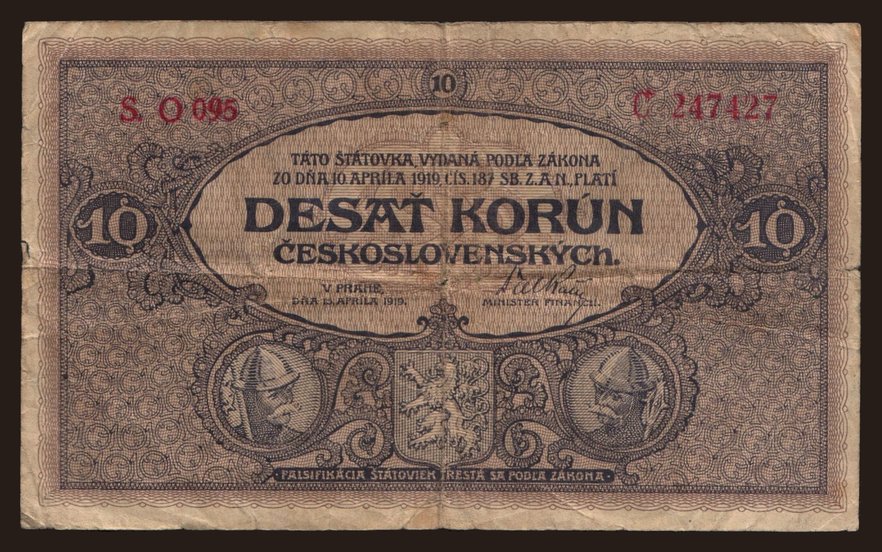 10
S. O 095
Č 247427
TÁTO ŠTÁTOVKA, VYDANÁ PODĽA ZÁKONA
ZO DŇA 10. APRÍLA 1919, ČÍS. 187 SB. Z. A N., PLATÍ
10
DESAŤ KORÚN
10
ČESKOSLOVENSKÝCH.
V PRAHE,
DŇA 15. APRÍLA 1919.
MINISTER FINANCIÍ.
FALSIFIKÁCIA ŠTÁTOVIEK TRESTÁ SA PODĽA ZÁKONA